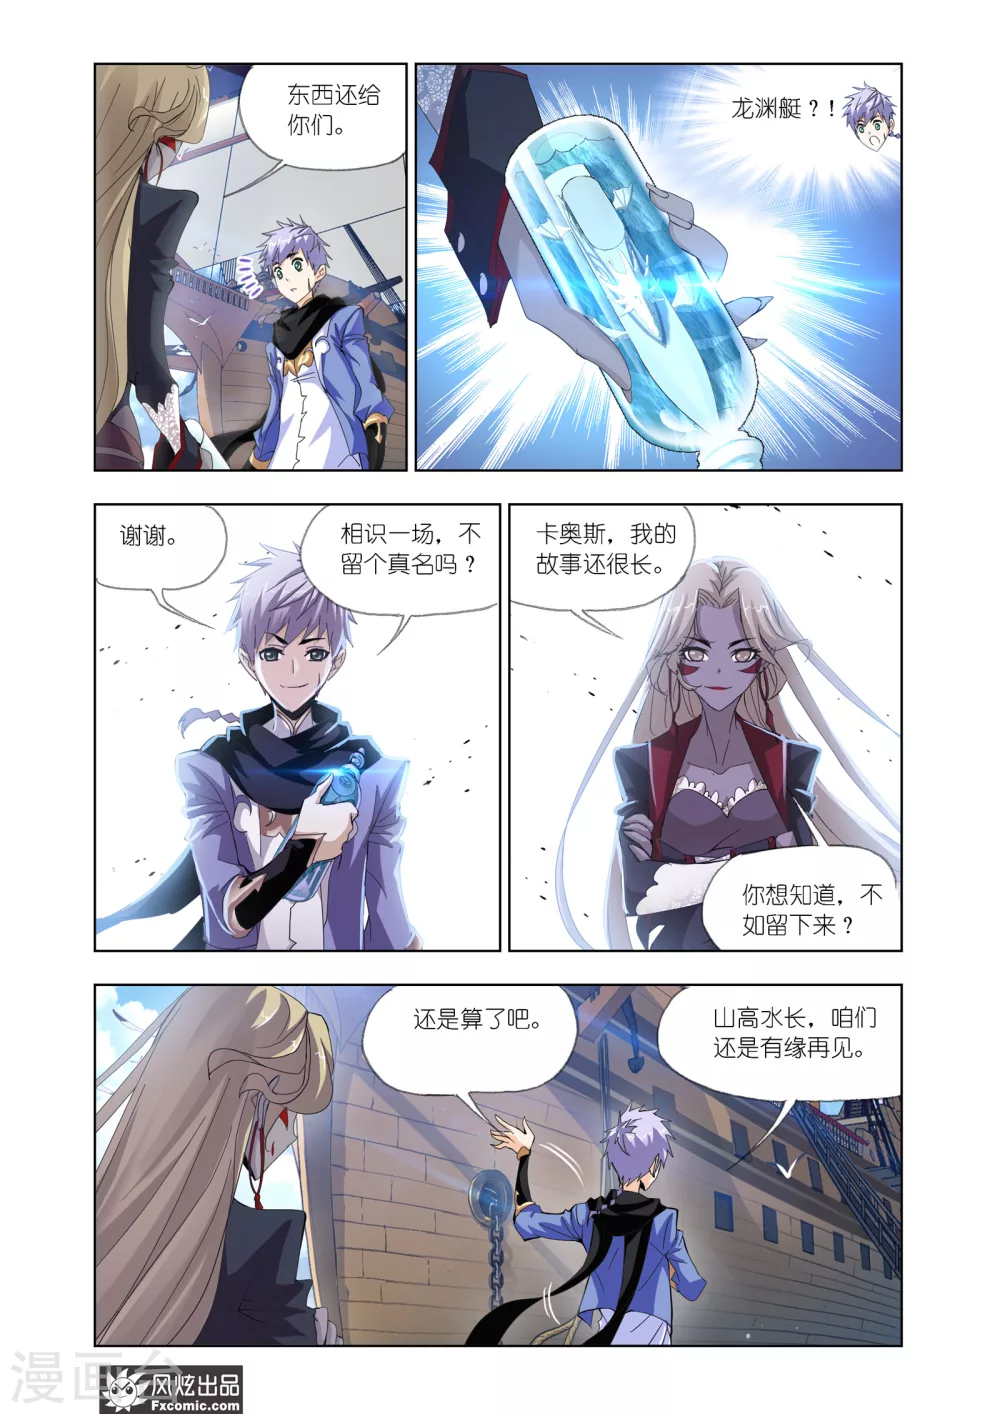 东西还给
你们。
龙渊艇？！
谢谢。
相识一场，不
留个真名吗？
卡奥斯，我的
故事还很长。
你想知道，不
如留下来？
还是算了吧。
山高水长，咱们
还是有缘再见。
漫画台
风炫出品
Fxcomic.com